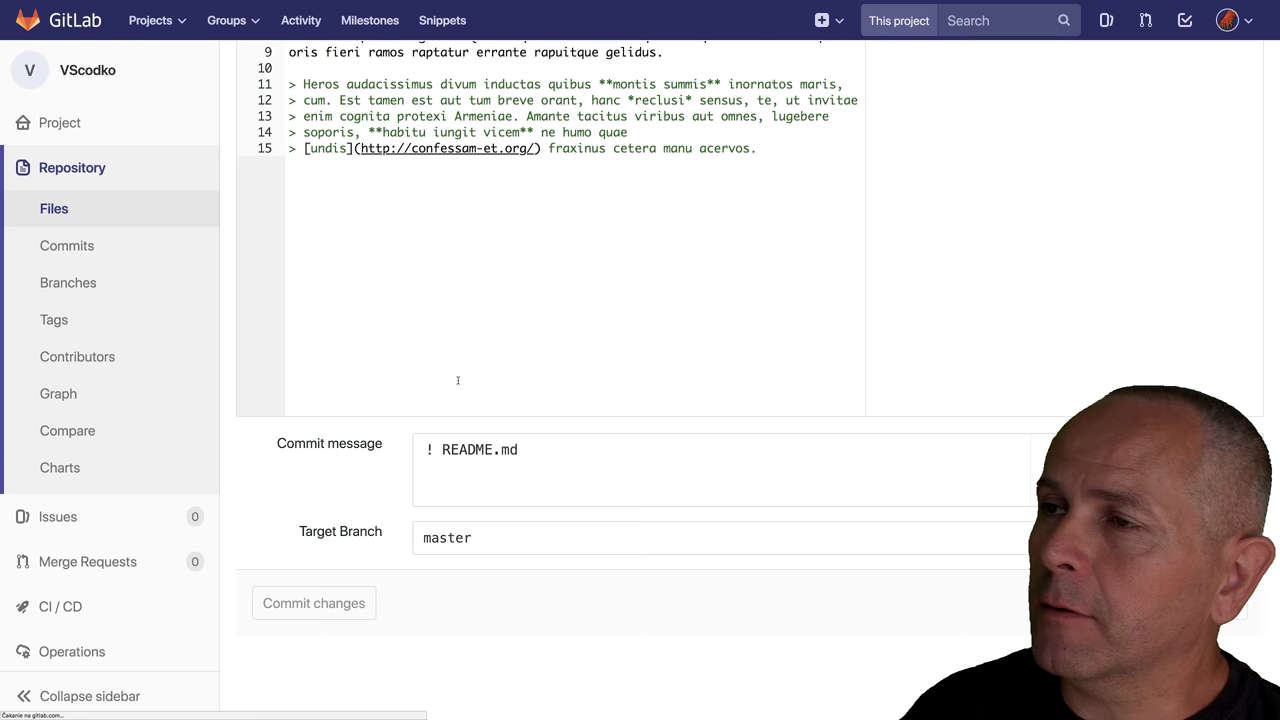 GitLab
Projects
Groups
Activity
Milestones
Snippets
This project
Search
V
VScodko
Project
Repository
Files
Commits
Branches
Tags
Contributors
Graph
Compare
Charts
Issues
0
Merge Requests
0
CI / CD
Operations
Collapse sidebar
9 oris fieri ramos raptatur errante rapuitque gelidus.
10
11 > Heros audacissimus divum inductas quibus **montis summis** inornatos maris,
12 > cum. Est tamen est aut tum breve orant, hanc *reclusi* sensus, te, ut invitae
13 > enim cognita protexi Armeniae. Amante tacitus viribus aut omnes, lugebere
14 > soporis, **habitu iungit vicem** ne humo quae
15 > [undis](http://confessam-et.org/) fraxinus cetera manu acervos.
Commit message
! README.md
Target Branch
master
Commit changes
Čakanie na gitlab.com...